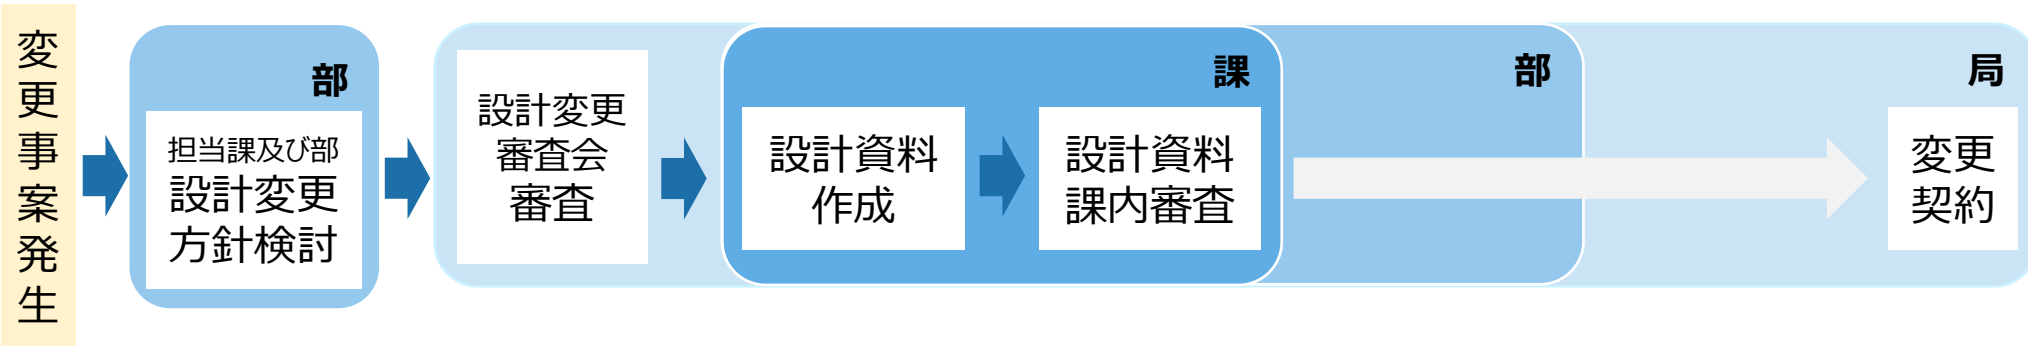 変更事案発生
部
担当課及び部
設計変更
方針検討
設計変更
審査会
審査
課
設計資料
作成
設計資料
課内審査
部
局
変更
契約